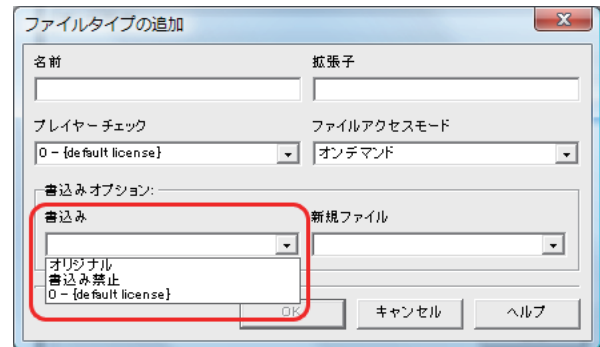 ファイルタイプの追加
名前
拡張子
プレイヤー チェック
ファイルアクセスモード
0 - {default license}
オンデマンド
書込みオプション:
書込み
新規ファイル
オリジナル
書込み禁止
0 - {default license}
OK
キャンセル
ヘルプ